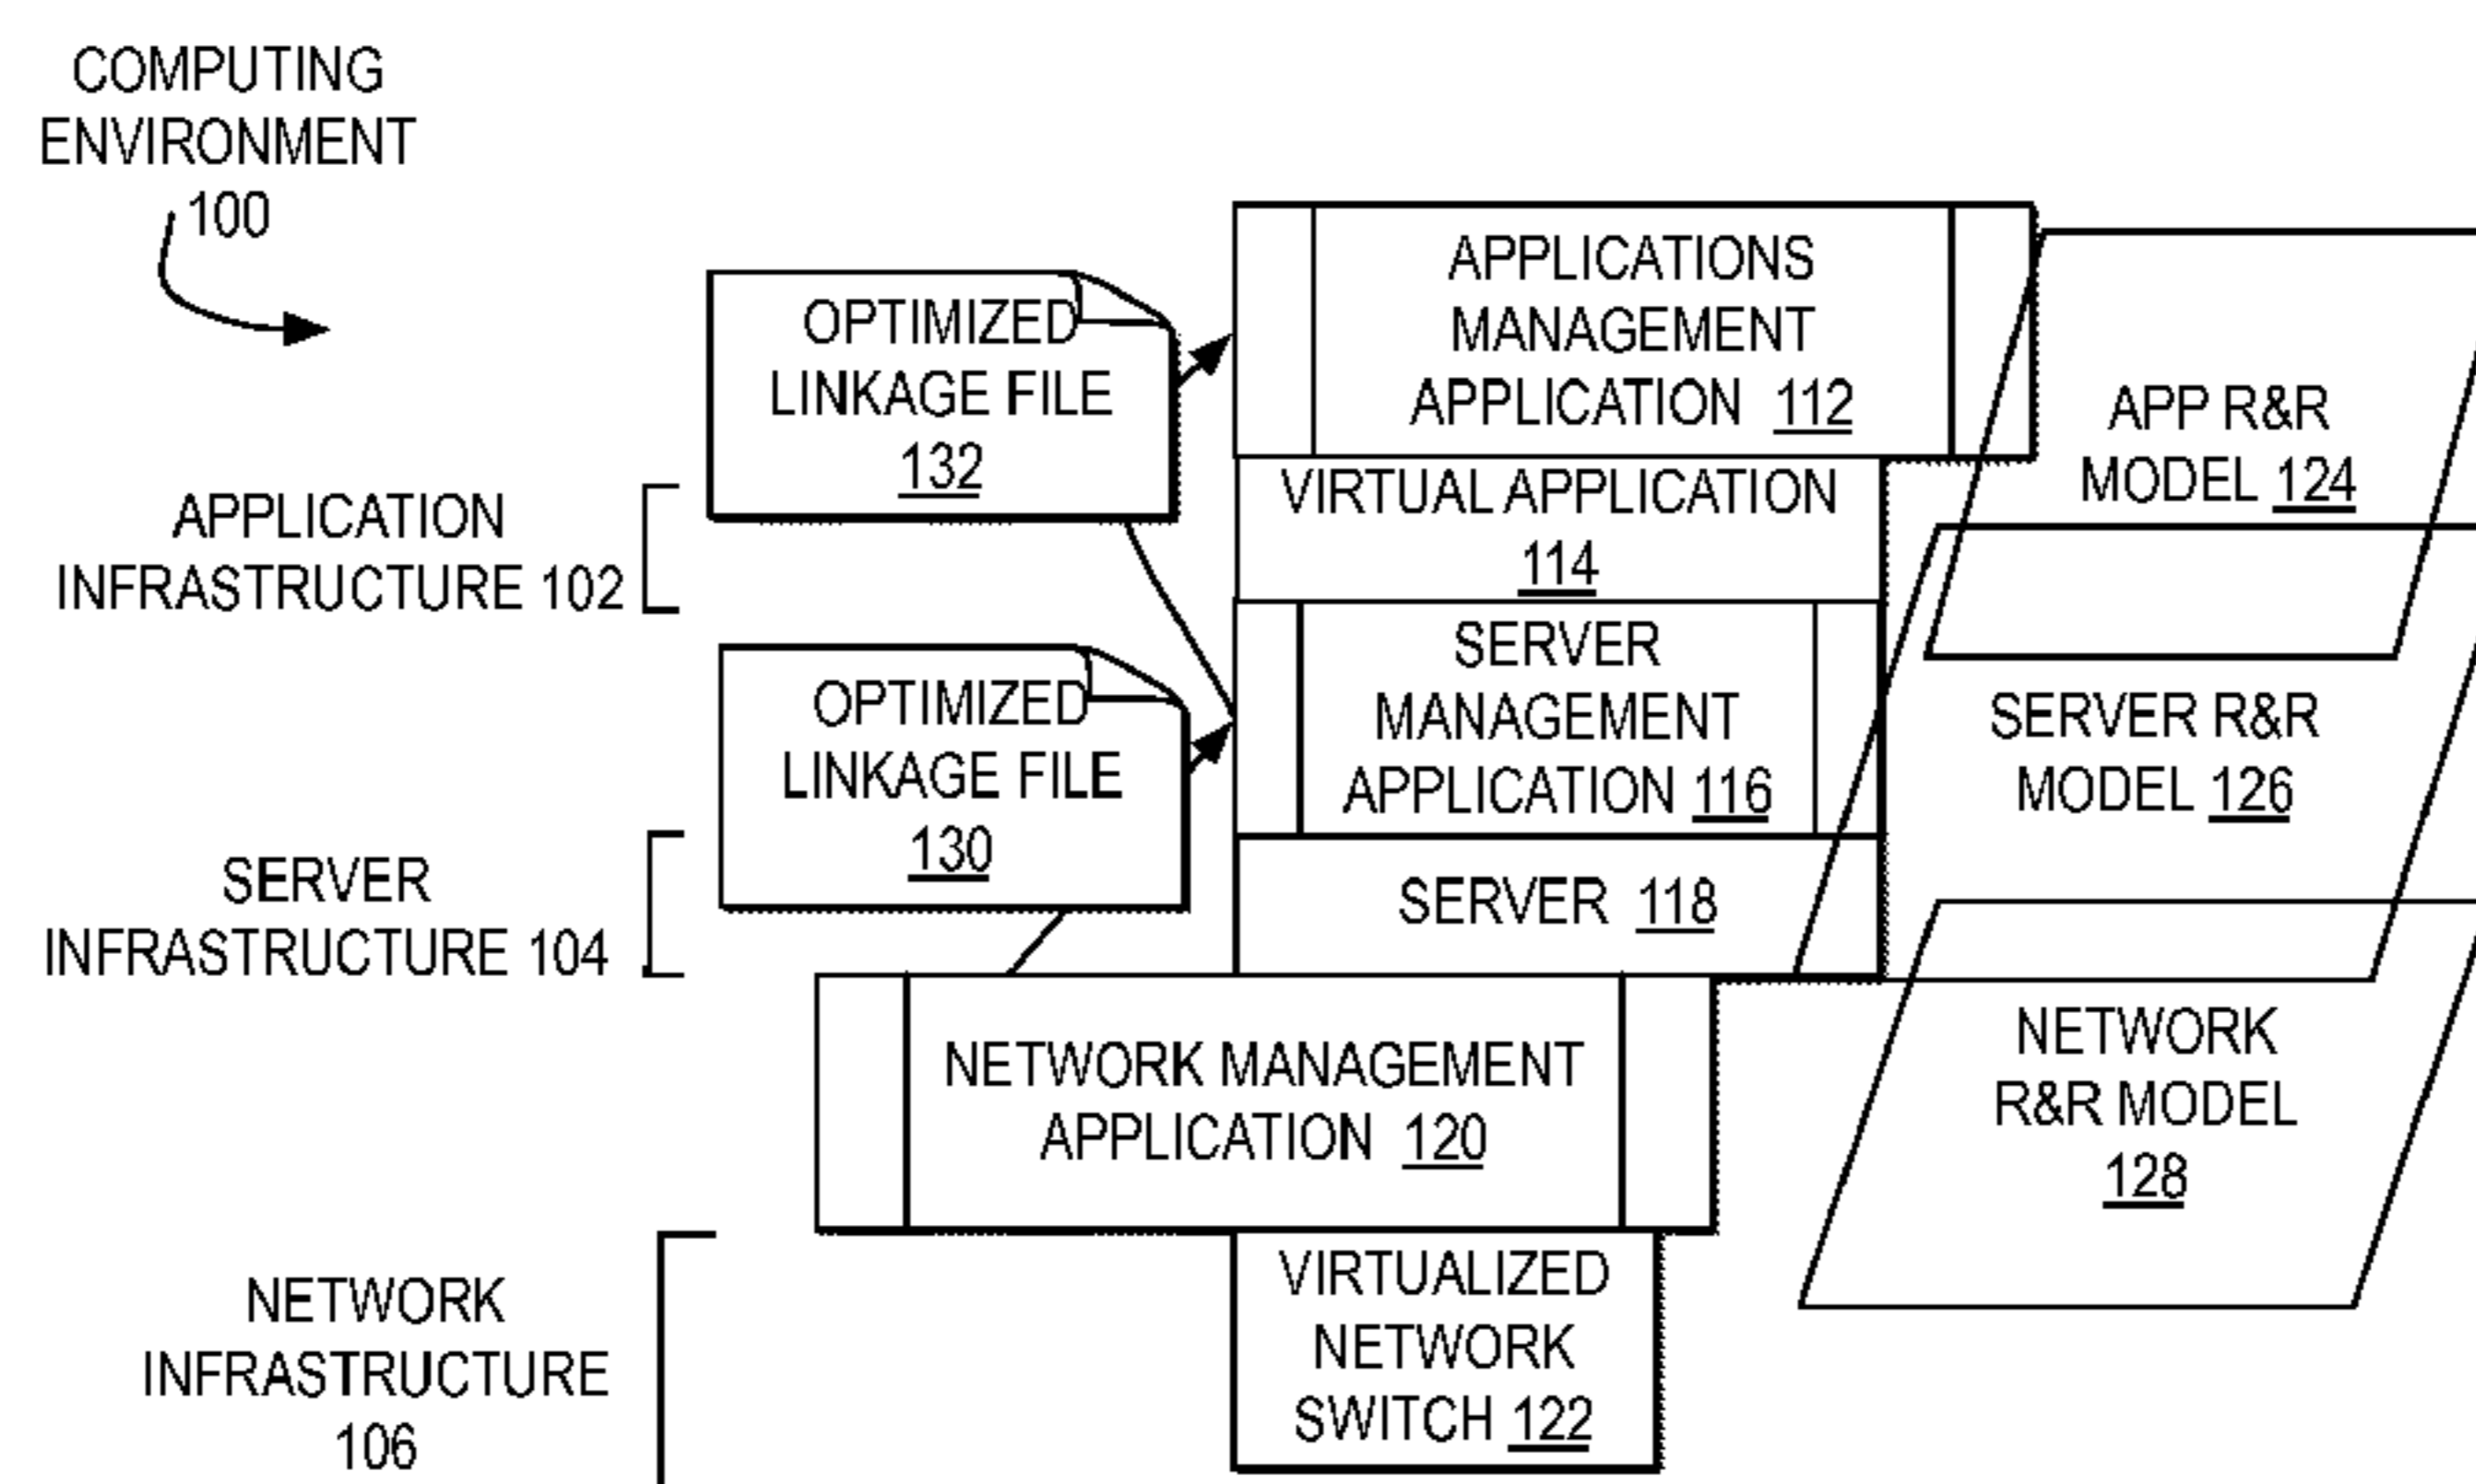 COMPUTING
ENVIRONMENT
100
OPTIMIZED
LINKAGE FILE
132
APPLICATIONS
MANAGEMENT
APPLICATION 112
APP R&R
MODEL 124
APPLICATION
INFRASTRUCTURE 102
VIRTUAL APPLICATION
114
OPTIMIZED
LINKAGE FILE
130
SERVER
MANAGEMENT
APPLICATION 116
SERVER R&R
MODEL 126
SERVER
INFRASTRUCTURE 104
SERVER 118
NETWORK MANAGEMENT
APPLICATION 120
NETWORK
R&R MODEL
128
NETWORK
INFRASTRUCTURE
106
VIRTUALIZED
NETWORK
SWITCH 122